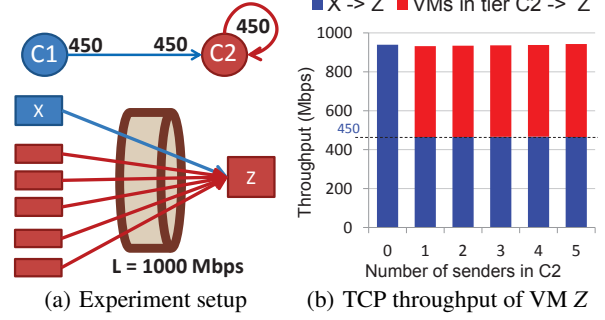 450
C1
450
450
C2
X
Z
L = 1000 Mbps
(a) Experiment setup
X -> Z VMs in tier C2 -> Z
Throughput (Mbps)
1000
800
600
450
400
200
0
0 1 2 3 4 5
Number of senders in C2
(b) TCP throughput of VM Z